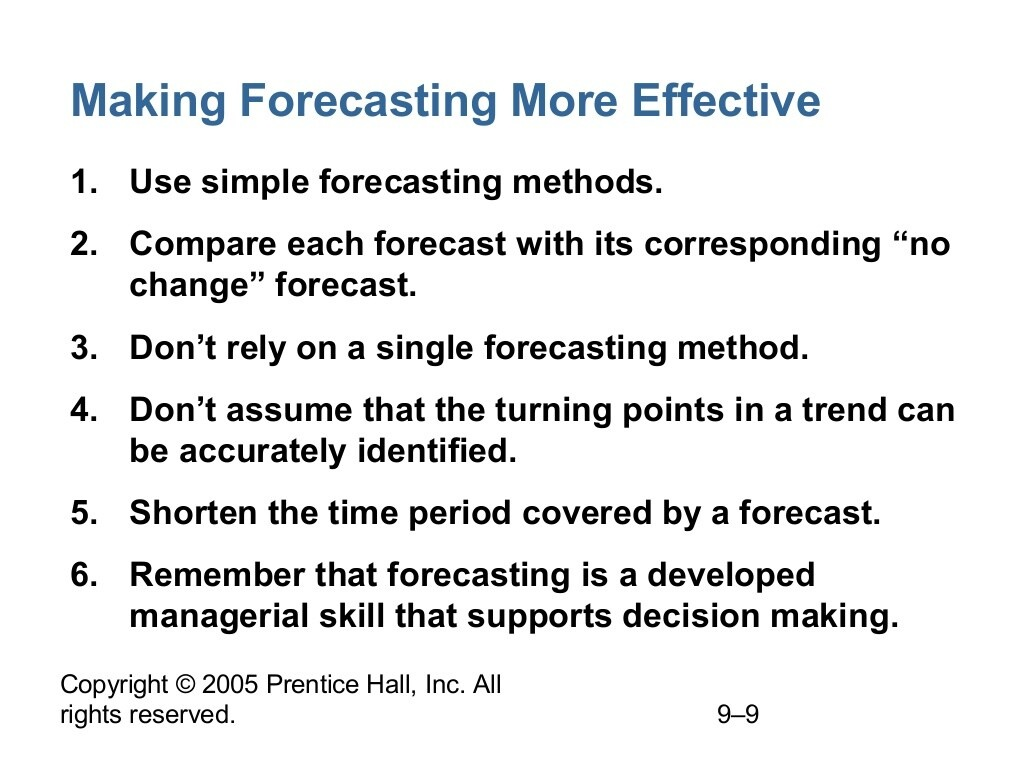 Making Forecasting More Effective
1. Use simple forecasting methods.
2. Compare each forecast with its corresponding “no
change” forecast.
3. Don’t rely on a single forecasting method.
4. Don’t assume that the turning points in a trend can
be accurately identified.
5. Shorten the time period covered by a forecast.
6. Remember that forecasting is a developed
managerial skill that supports decision making.
Copyright © 2005 Prentice Hall, Inc. All
rights reserved.
9–9